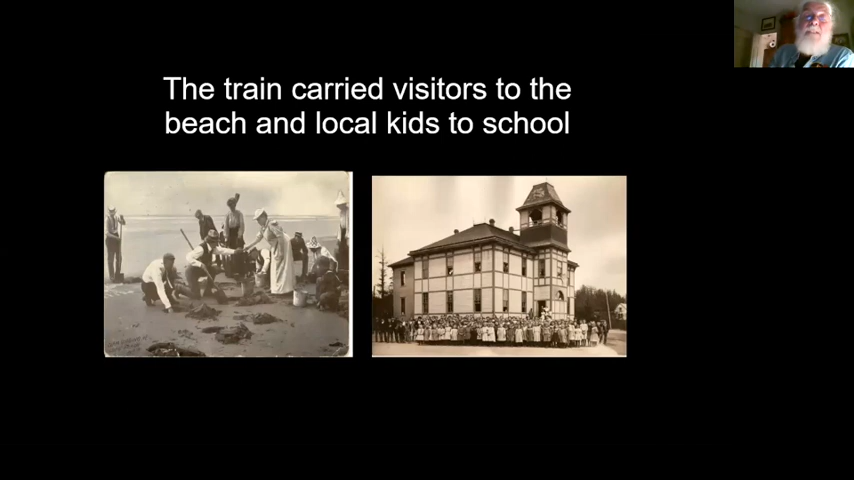 The train carried visitors to the
beach and local kids to school